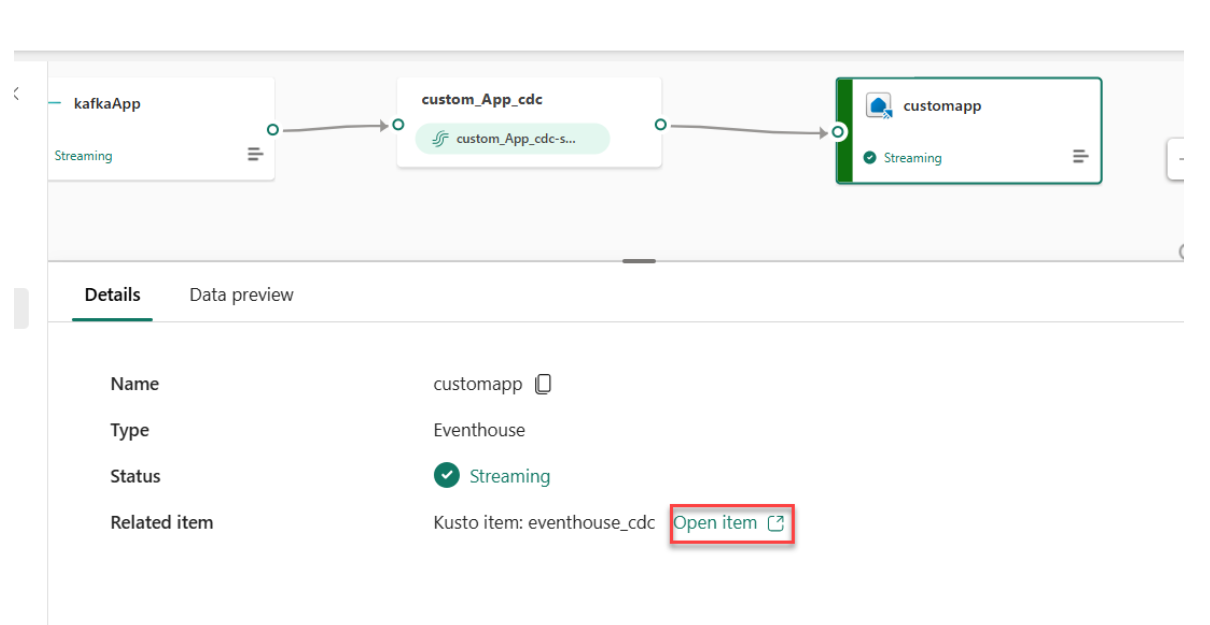 kafkaApp
Streaming
custom_App_cdc
custom_App_cdc-s...
customapp
Streaming
Details
Data preview
Name
customapp
Type
Eventhouse
Status
Streaming
Related item
Kusto item: eventhouse_cdc Open item